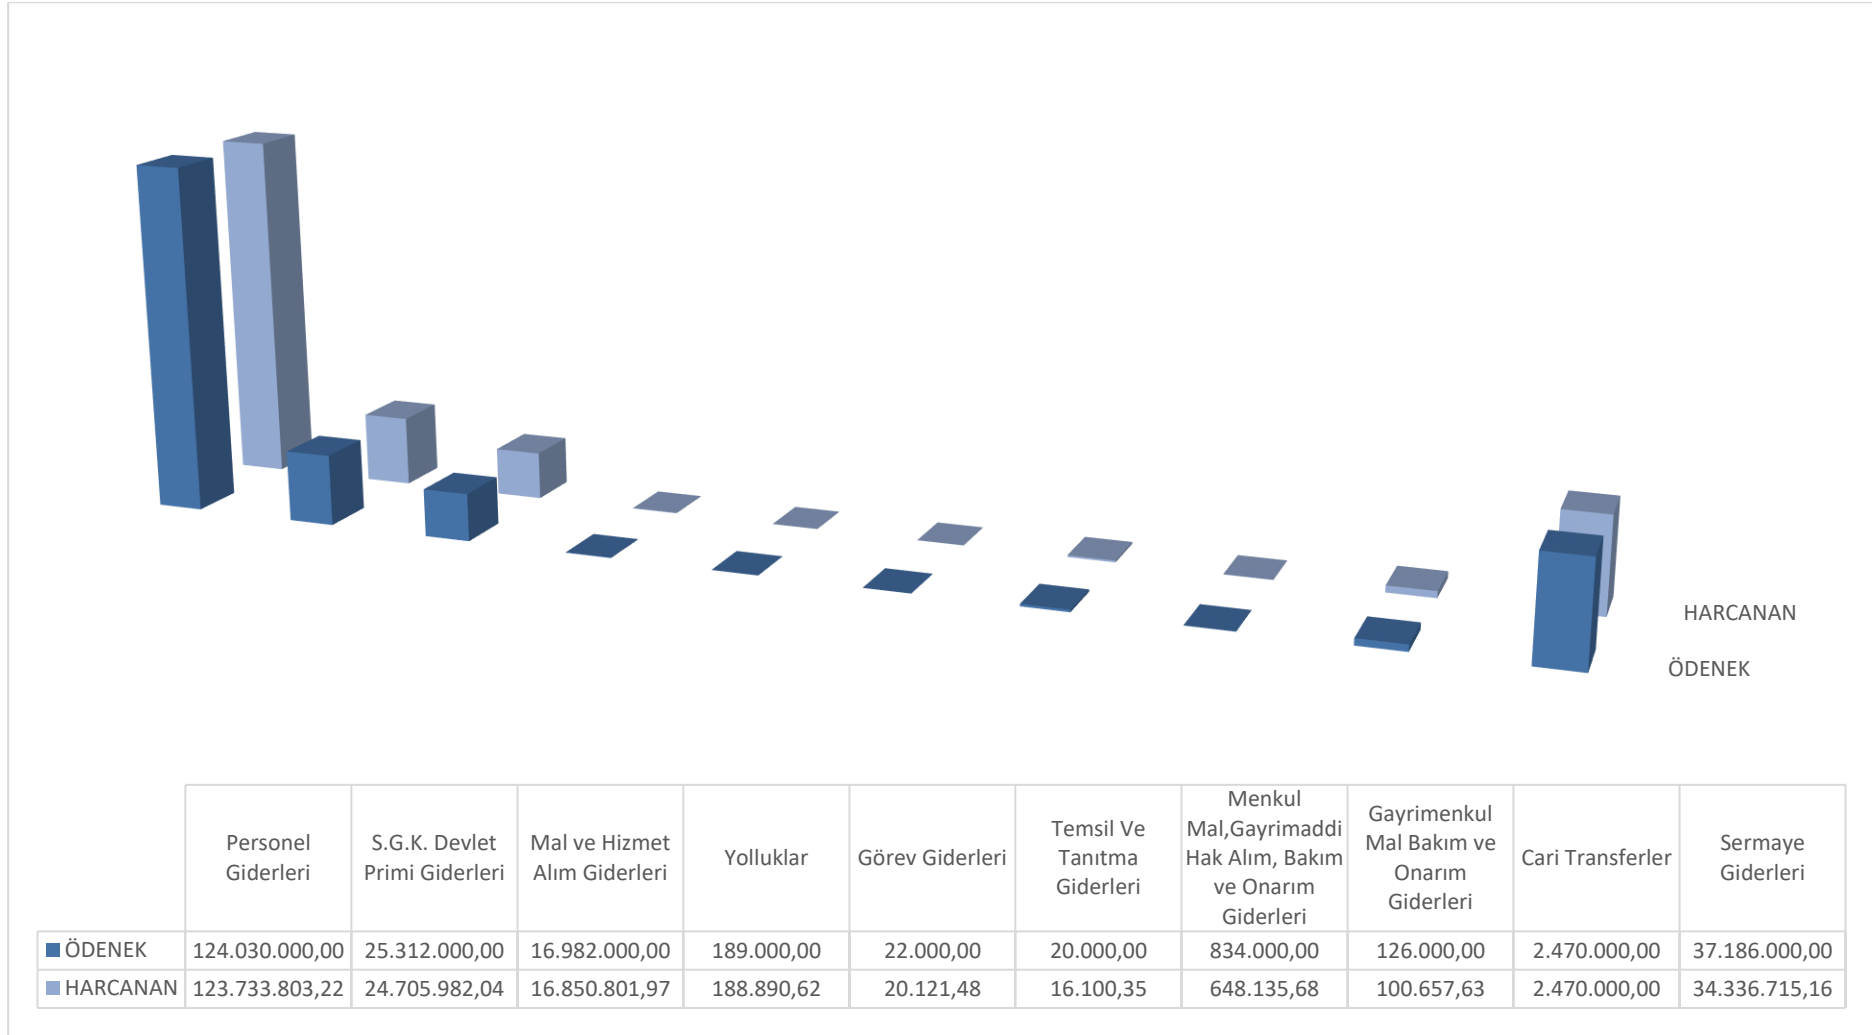 HARCANAN
ÖDENEK
Personel
Giderleri
S.G.K. Devlet
Primi Giderleri
Mal ve Hizmet
Alım Giderleri
Yolluklar
Görev Giderleri
Temsil Ve
Tanıtma
Giderleri
Menkul
Mal,Gayrimaddi
Hak Alım, Bakım
ve Onarım
Giderleri
Gayrimenkul
Mal Bakım ve
Onarım
Giderleri
Cari Transferler
Sermaye
Giderleri
ÖDENEK 124.030.000,00 25.312.000,00 16.982.000,00 189.000,00 22.000,00 20.000,00 834.000,00 126.000,00 2.470.000,00 37.186.000,00
HARCANAN 123.733.803,22 24.705.982,04 16.850.801,97 188.890,62 20.121,48 16.100,35 648.135,68 100.657,63 2.470.000,00 34.336.715,16